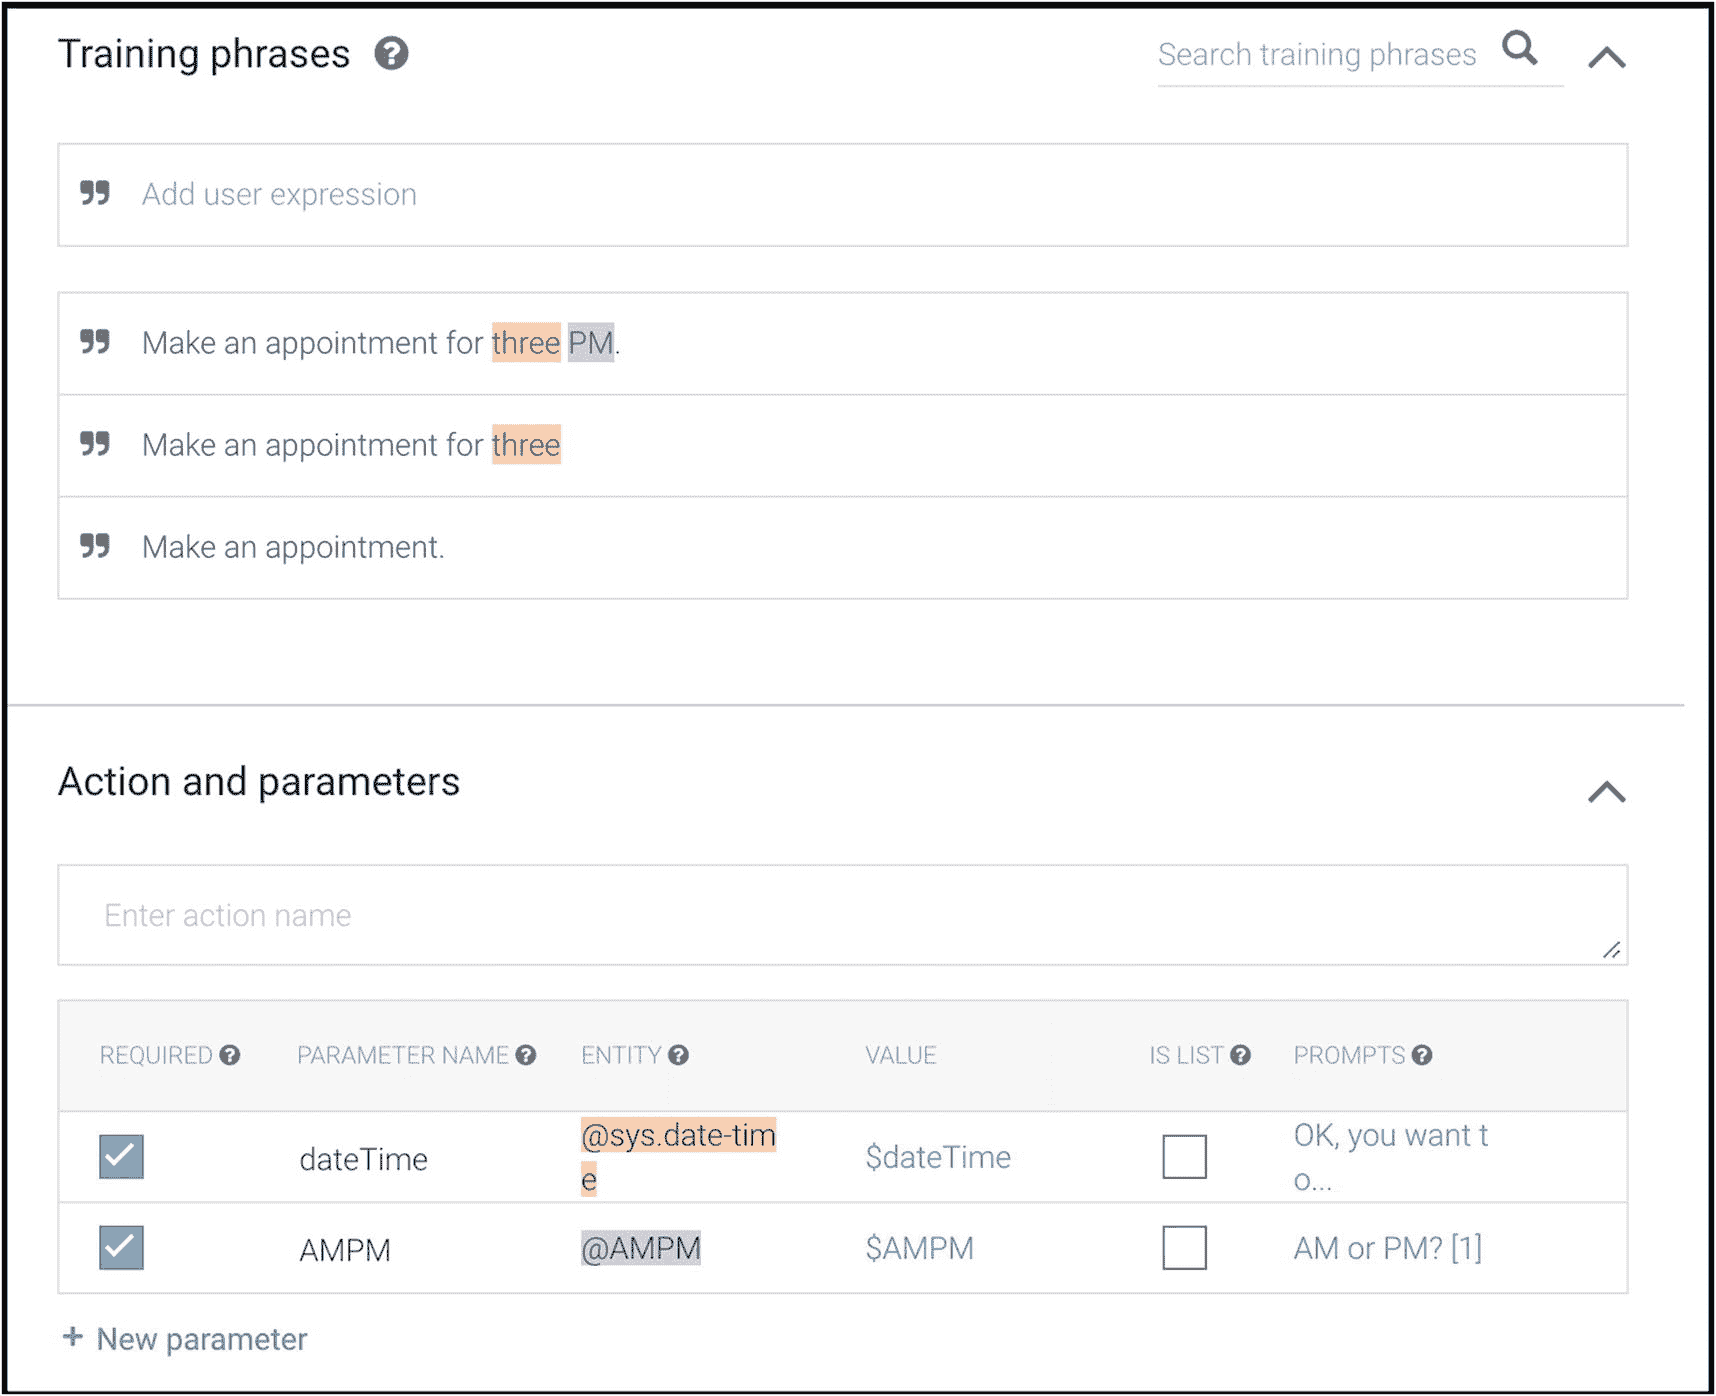 Training phrases
Search training phrases
Add user expression
Make an appointment for three PM.
Make an appointment for three
Make an appointment.
Action and parameters
Enter action name
REQUIRED PARAMETER NAME ENTITY VALUE IS LIST PROMPTS
dateTime @sys.date-tim $dateTime OK, you want t
e o...
AMPM @AMPM $AMPM AM or PM? [1]
+ New parameter